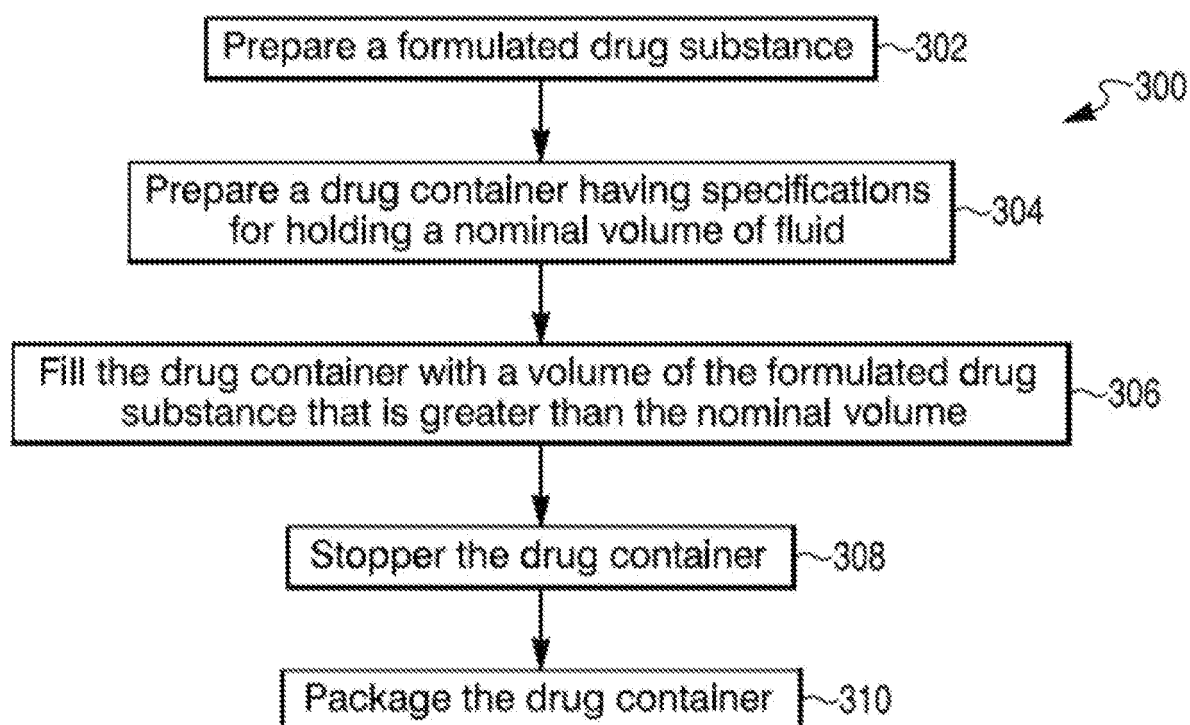 Prepare a formulated drug substance
302
300
Prepare a drug container having specifications
for holding a nominal volume of fluid
304
Fill the drug container with a volume of the formulated drug
substance that is greater than the nominal volume
306
Stopper the drug container
308
Package the drug container
310